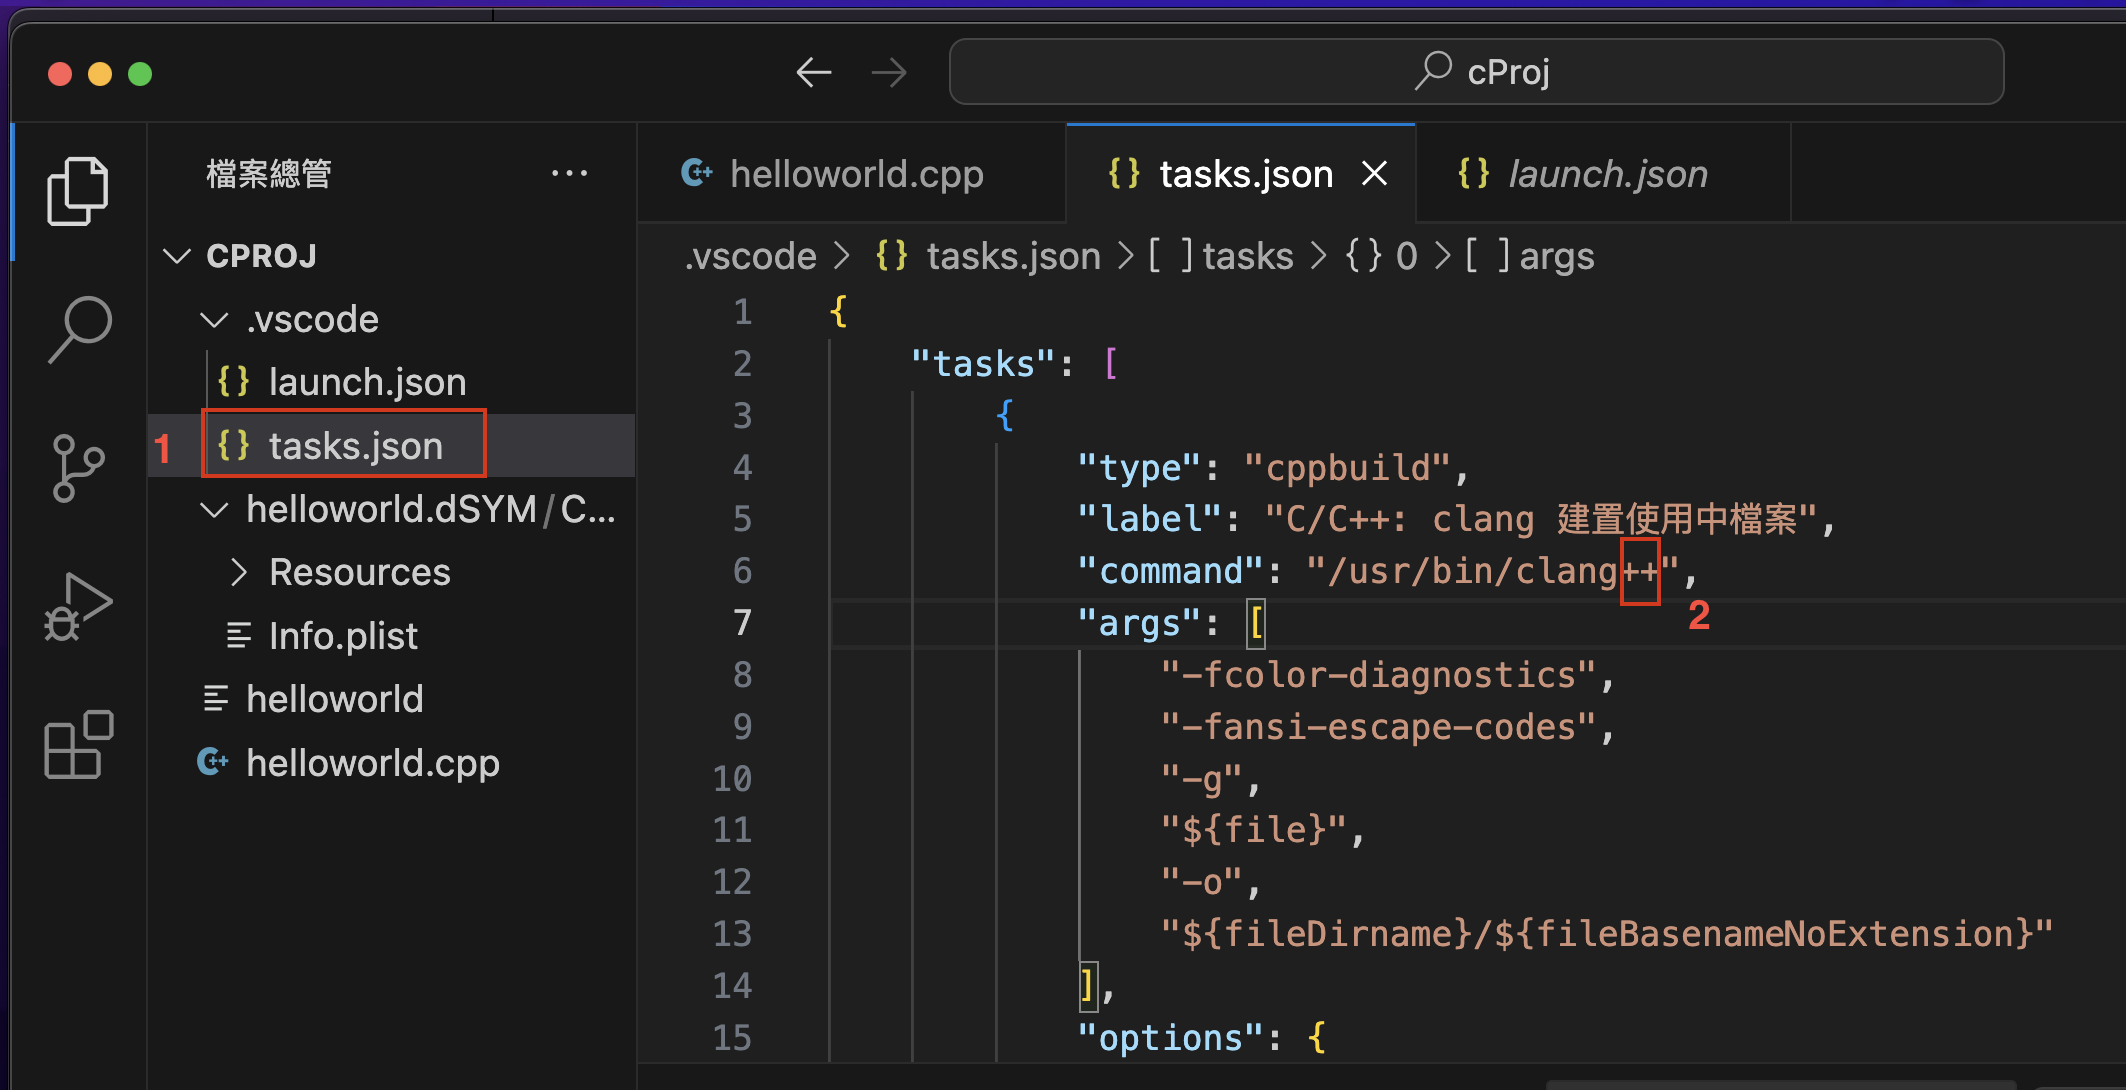 cProj
檔案總管
CPROJ
.vscode
launch.json
1
tasks.json
helloworld.dSYM/C...
Resources
Info.plist
helloworld
helloworld.cpp
helloworld.cpp
{} tasks.json
{} launch.json
.vscode > {} tasks.json > [ ] tasks > {} 0 > [ ] args
1 {
2 "tasks": [
3 {
4 "type": "cppbuild",
5 "label": "C/C++: clang 建置使用中檔案",
6 "command": "/usr/bin/clang++",
2
7 "args": [
8 "-fcolor-diagnostics",
9 "-fansi-escape-codes",
10 "-g",
11 "${file}",
12 "-o",
13 "${fileDirname}/${fileBasenameNoExtension}"
14 ],
15 "options": {